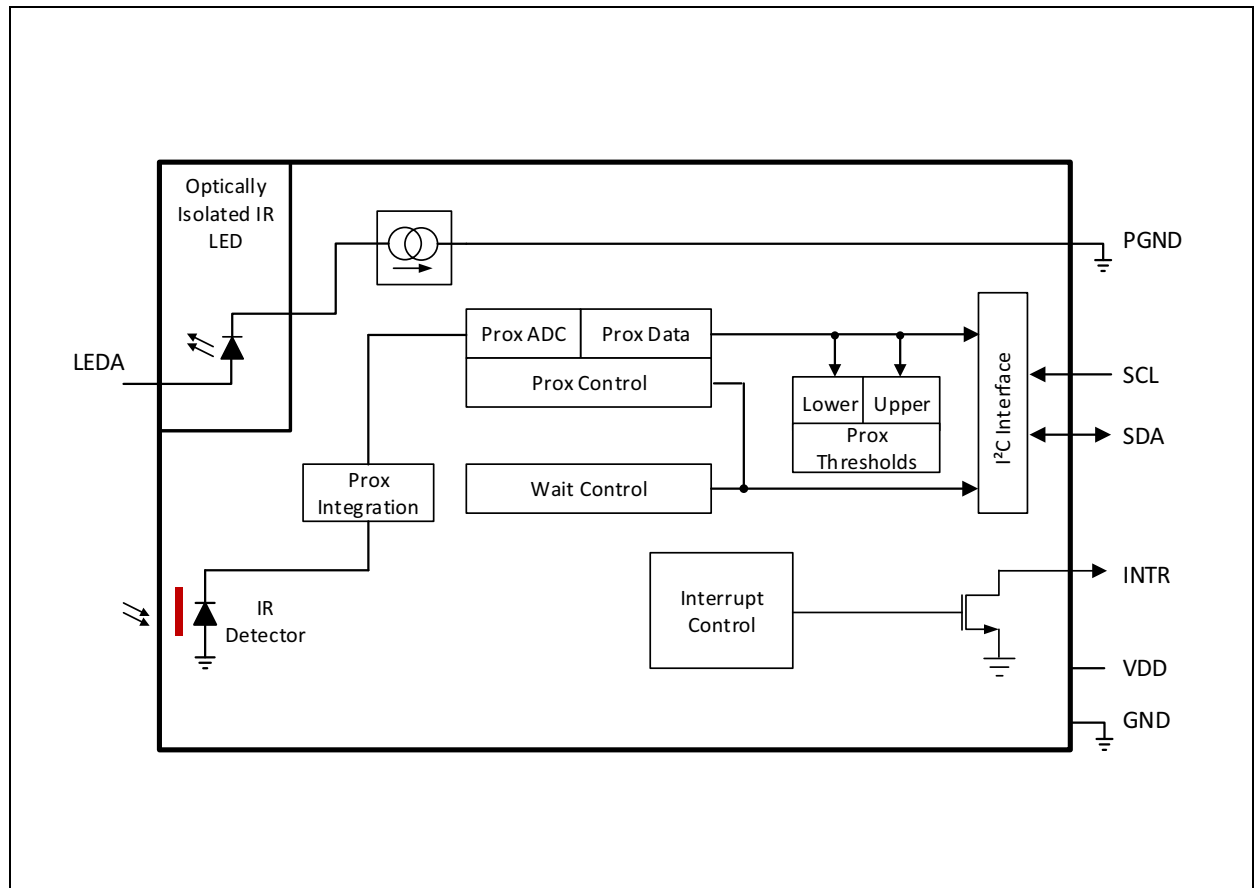 Optically
Isolated IR
LED
PGND
Prox ADC
Prox Data
LEDA
Prox Control
SCL
Lower
Upper
I²C Interface
SDA
Prox
Thresholds
Prox
Integration
Wait Control
INTR
IR
Detector
Interrupt
Control
VDD
GND